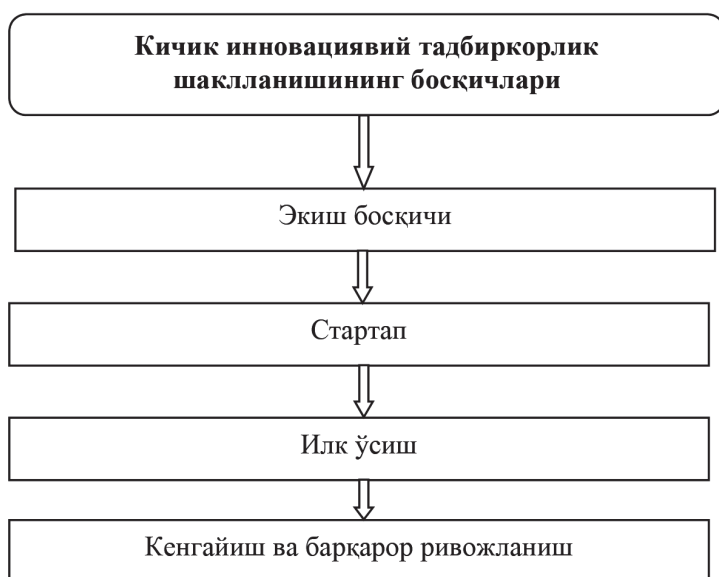 Кичик инновациявий тадбиркорлик
шаклланишининг босқичлари
Экиш босқичи
Стартап
Илк ўсиш
Кенгайиш ва барқарор ривожланиш